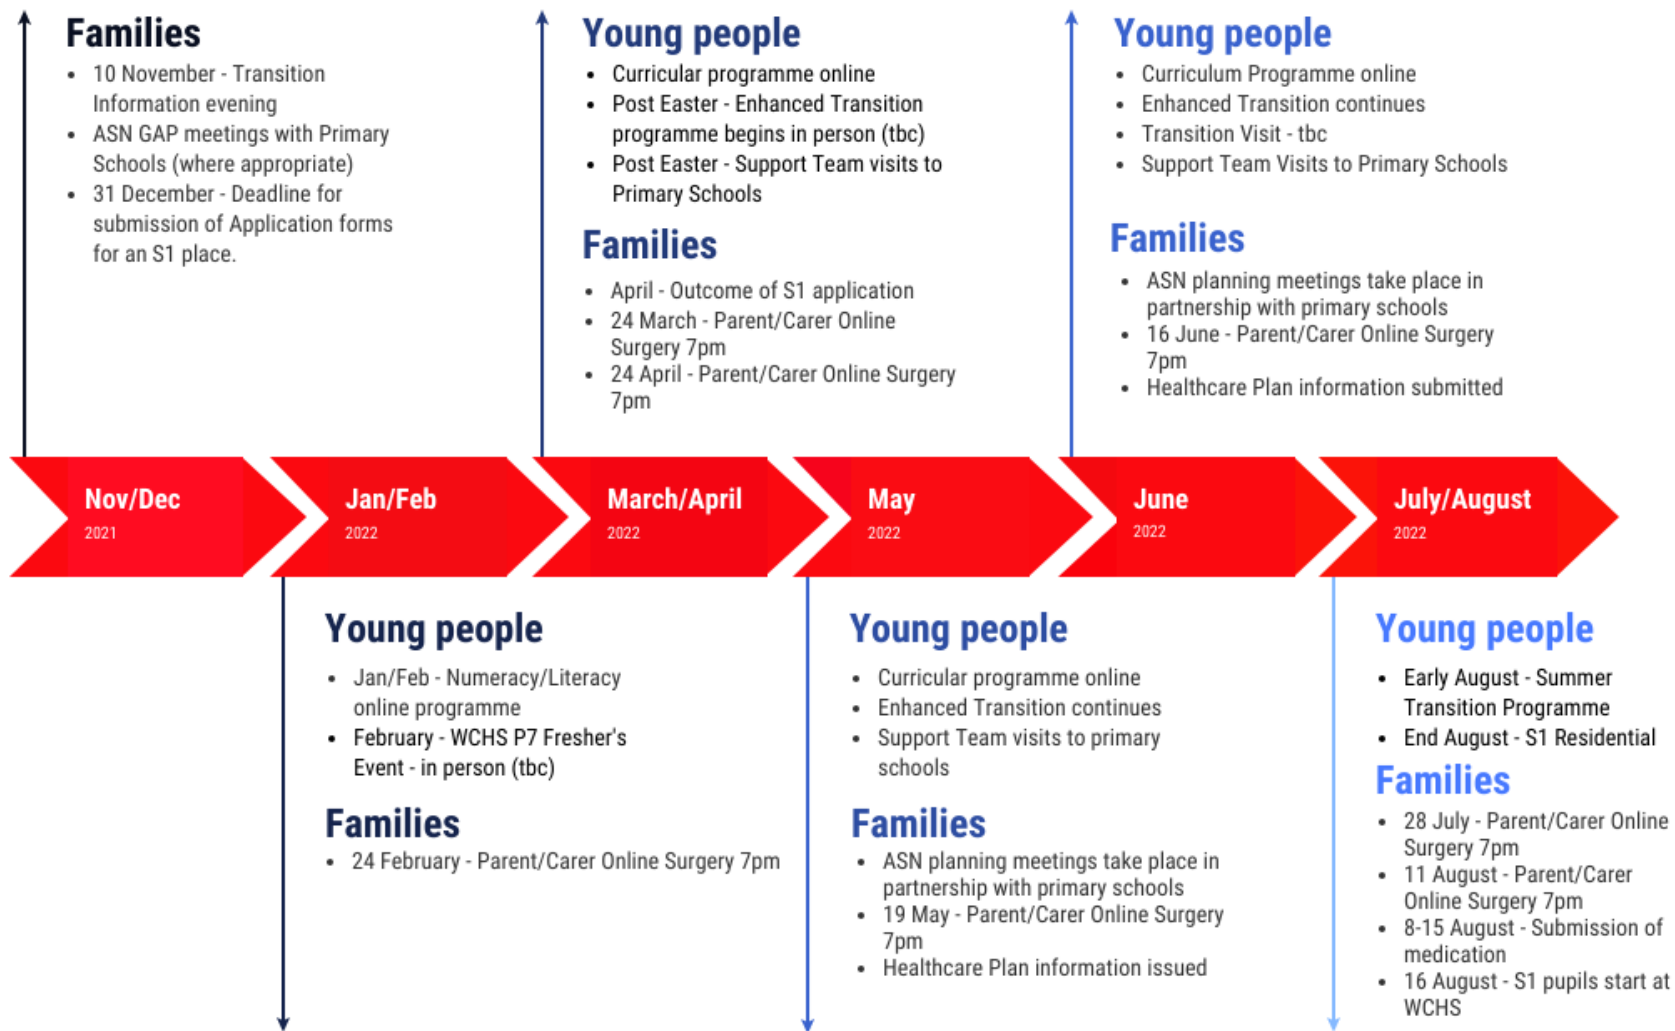 Families
• 10 November - Transition
Information evening
• ASN GAP meetings with Primary
Schools (where appropriate)
• 31 December - Deadline for
submission of Application forms
for an S1 place.
Young people
• Curricular programme online
• Post Easter - Enhanced Transition
programme begins in person (tbc)
• Post Easter - Support Team visits to
Primary Schools
Families
• April - Outcome of S1 application
• 24 March - Parent/Carer Online
Surgery 7pm
• 24 April - Parent/Carer Online Surgery
7pm
Young people
• Curriculum Programme online
• Enhanced Transition continues
• Transition Visit - tbc
• Support Team Visits to Primary Schools
Families
• ASN planning meetings take place in
partnership with primary schools
• 16 June - Parent/Carer Online Surgery
7pm
• Healthcare Plan information submitted
Nov/Dec
2021
Jan/Feb
2022
March/April
2022
May
2022
June
2022
July/August
2022
Young people
• Jan/Feb - Numeracy/Literacy
online programme
• February - WCHS P7 Fresher's
Event - in person (tbc)
Families
• 24 February - Parent/Carer Online Surgery 7pm
Young people
• Curricular programme online
• Enhanced Transition continues
• Support Team visits to primary
schools
Families
• ASN planning meetings take place in
partnership with primary schools
• 19 May - Parent/Carer Online Surgery
7pm
• Healthcare Plan information issued
Young people
• Early August - Summer
Transition Programme
• End August - S1 Residential
Families
• 28 July - Parent/Carer Online
Surgery 7pm
• 11 August - Parent/Carer
Online Surgery 7pm
• 8-15 August - Submission of
medication
• 16 August - S1 pupils start at
WCHS